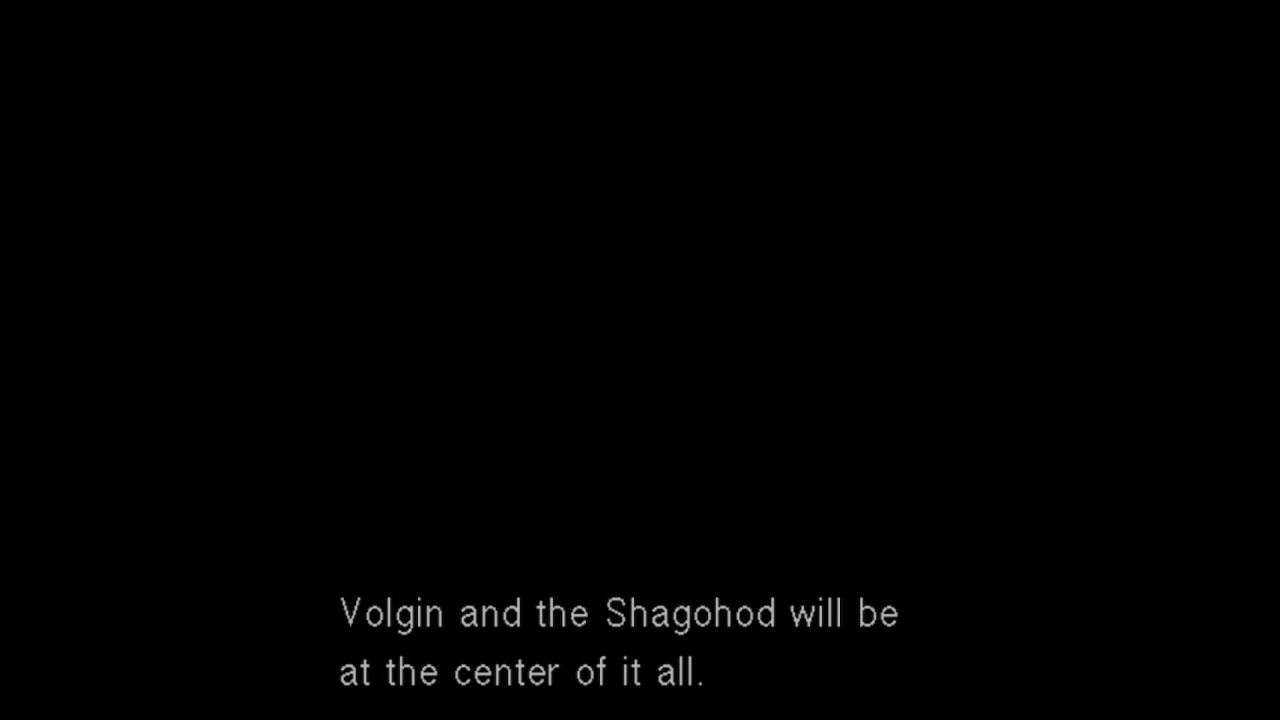 Volgin and the Shagohod will be
at the center of it all.